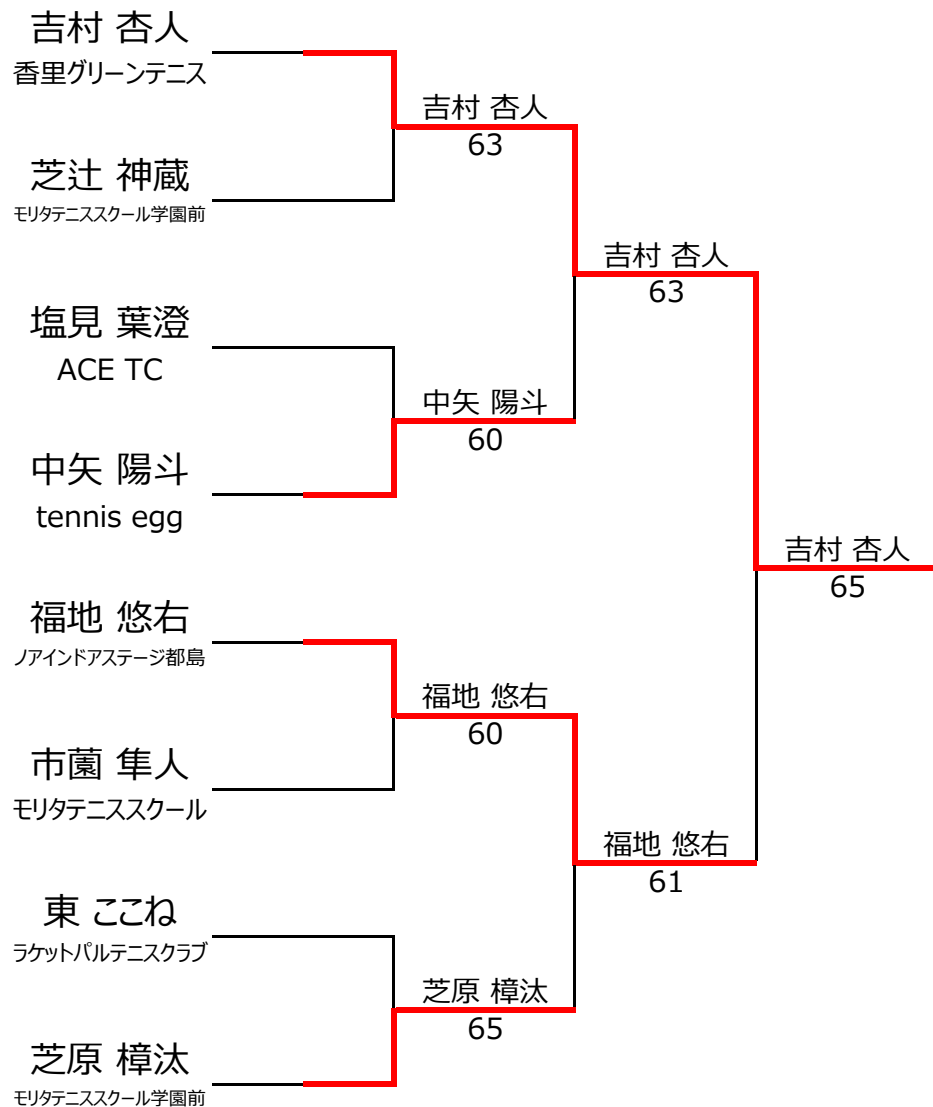 吉村 杏人
香里グリーンテニス
吉村 杏人
63
芝辻 神蔵
モリタテニススクール学園前
吉村 杏人
63
塩見 葉澄
ACE TC
中矢 陽斗
60
中矢 陽斗
tennis egg
吉村 杏人
65
福地 悠右
ノアインドアステージ都島
福地 悠右
60
市薗 隼人
モリタテニススクール
福地 悠右
61
東 ここね
ラケットパルテニスクラブ
芝原 樟汰
65
芝原 樟汰
モリタテニススクール学園前